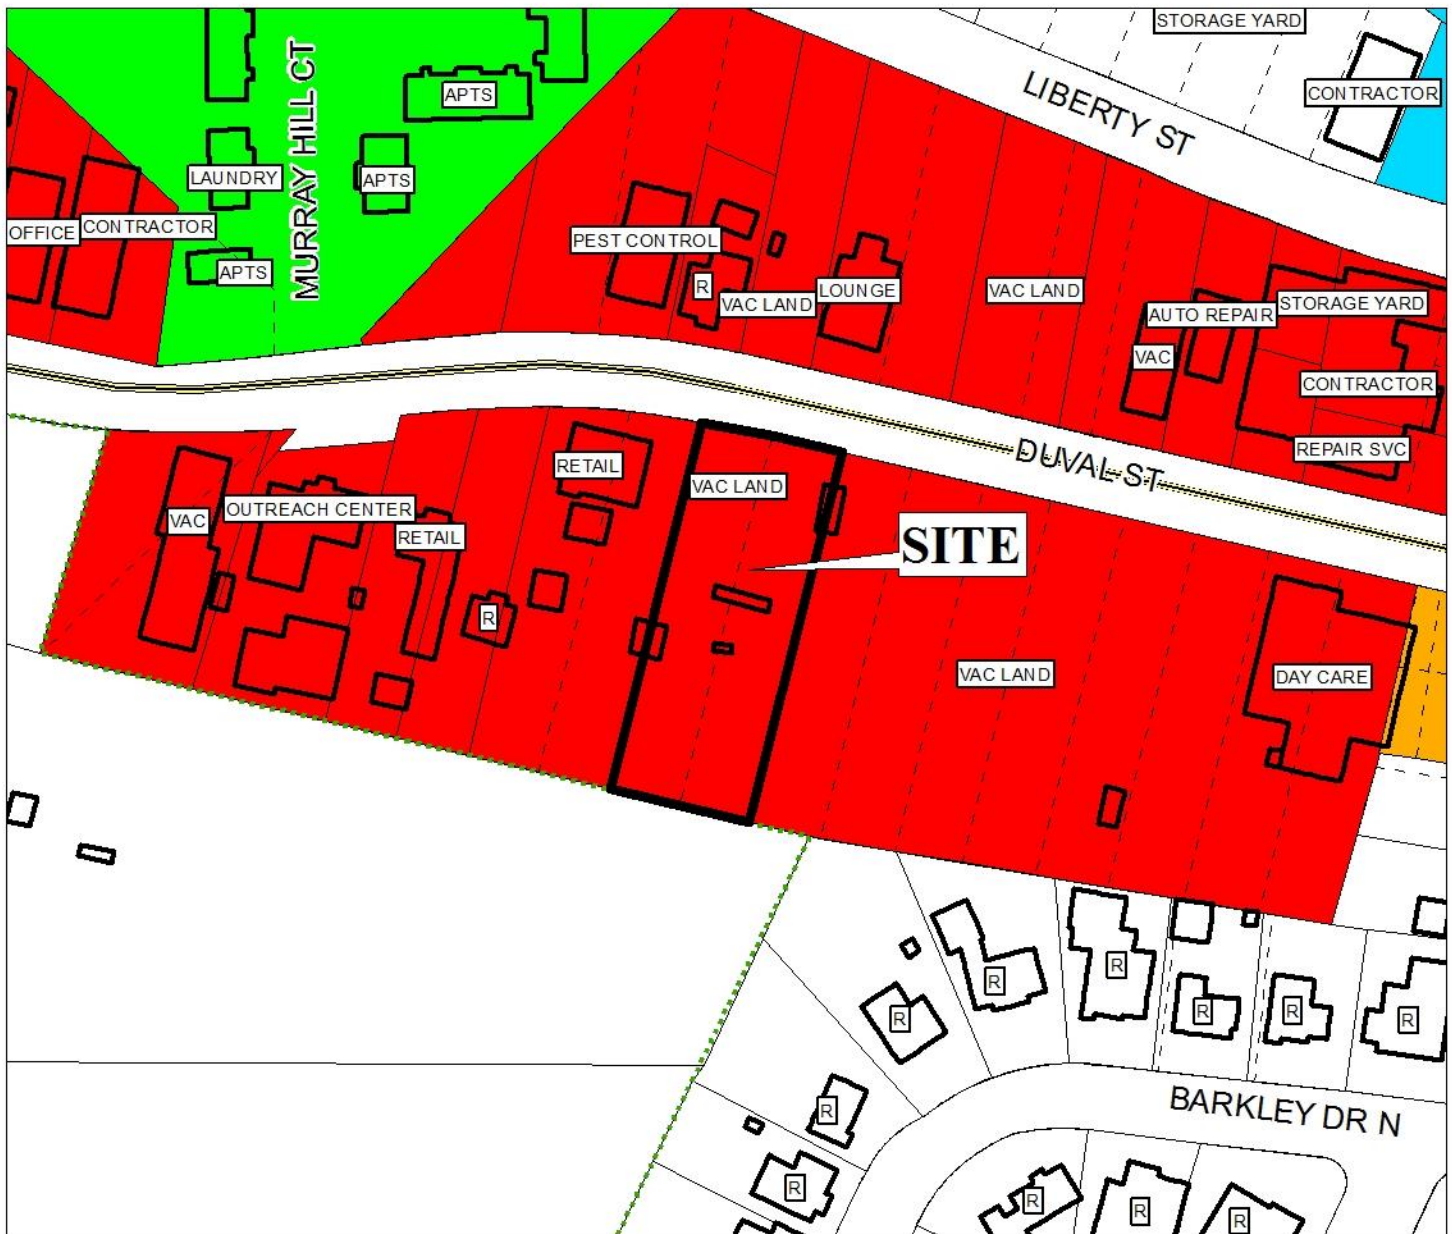 STORAGE YARD
CONTRACTOR
LIBERTY ST
MURRAY HILL CT
APTS
LAUNDRY
APTS
OFFICE
CONTRACTOR
APTS
PEST CONTROL
R
VAC LAND
LOUNGE
VAC LAND
AUTO REPAIR
STORAGE YARD
VAC
CONTRACTOR
REPAIR SVC
DUVAL ST
RETAIL
VAC LAND
VAC
OUTREACH CENTER
RETAIL
SITE
R
VAC LAND
DAY CARE
R
R
R
R
R
R
R
BARKLEY DR N
R
R
R
R